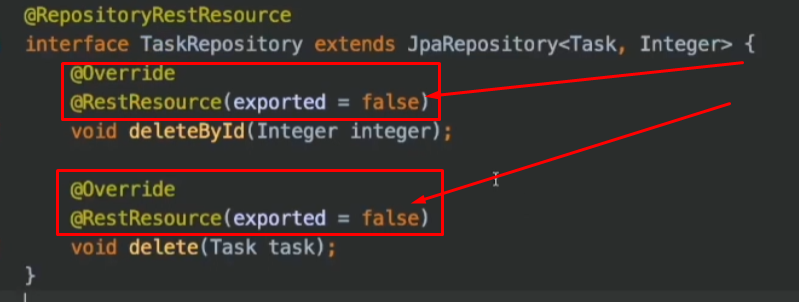 @RepositoryRestResource
interface TaskRepository extends JpaRepository<Task, Integer> {
@Override
@RestResource(exported = false)
void deleteById(Integer integer);
@Override
@RestResource(exported = false)
void delete(Task task);
}